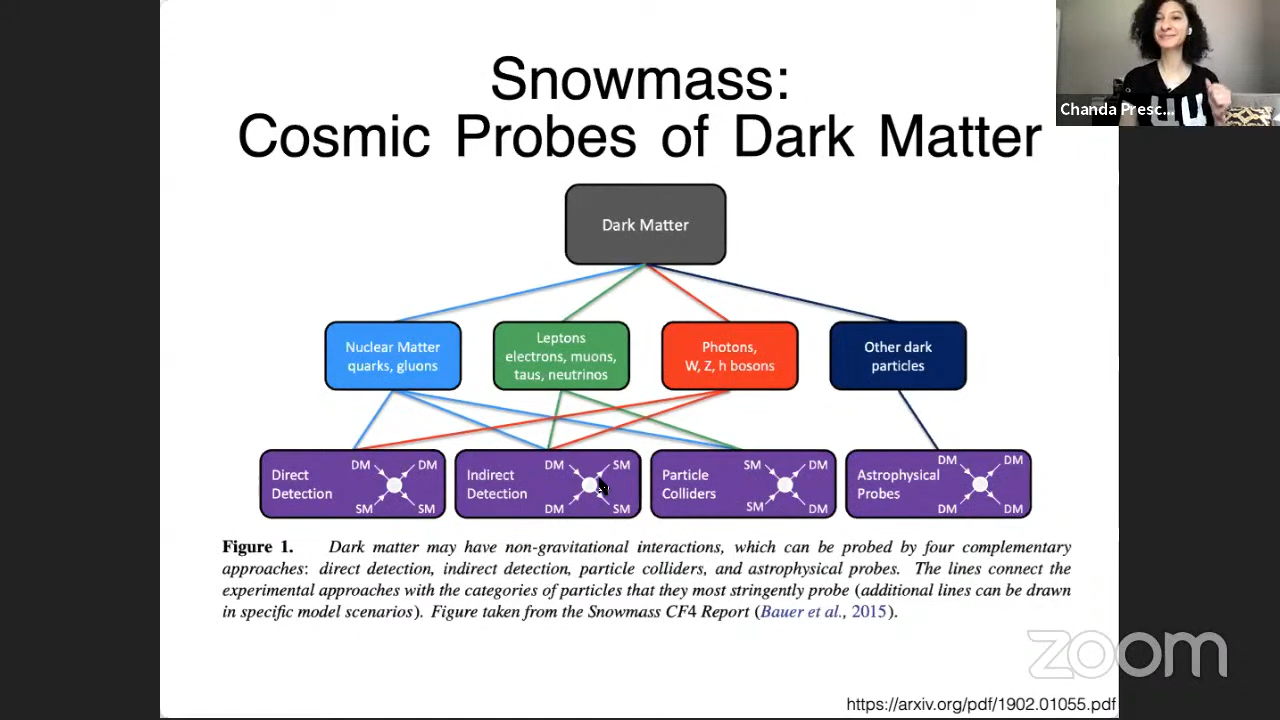 Snowmass:
Cosmic Probes of Dark Matter
Chanda Presc...
Dark Matter
Nuclear Matter
quarks, gluons
Leptons
electrons, muons,
taus, neutrinos
Photons,
W, Z, h bosons
Other dark
particles
Direct
Detection
DM DM
SM SM
Indirect
Detection
DM SM
DM SM
Particle
Colliders
SM DM
SM DM
Astrophysical
Probes
DM DM
DM DM
Figure 1. Dark matter may have non-gravitational interactions, which can be probed by four complementary
approaches: direct detection, indirect detection, particle colliders, and astrophysical probes. The lines connect the
experimental approaches with the categories of particles that they most stringently probe (additional lines can be drawn
in specific model scenarios). Figure taken from the Snowmass CF4 Report (Bauer et al., 2015).
zoom
https://arxiv.org/pdf/1902.01055.pdf